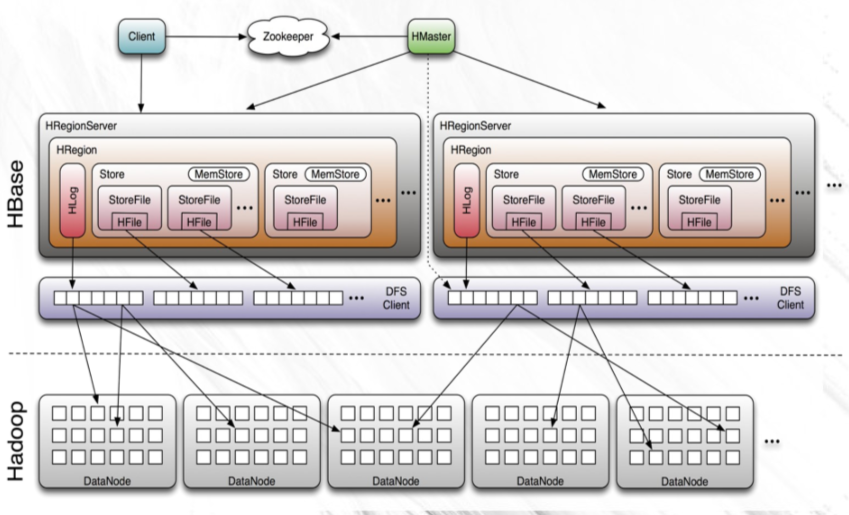 Client
Zookeeper
HMaster
HBase
HRegionServer
HRegion
HLog
Store
MemStore
StoreFile
HFile
StoreFile
HFile
...
Store
MemStore
StoreFile
HFile
...
...
HRegionServer
HRegion
HLog
Store
MemStore
StoreFile
HFile
StoreFile
HFile
...
Store
MemStore
StoreFile
HFile
...
...
...
...
DFS
Client
...
DFS
Client
Hadoop
DataNode
DataNode
DataNode
DataNode
DataNode
...